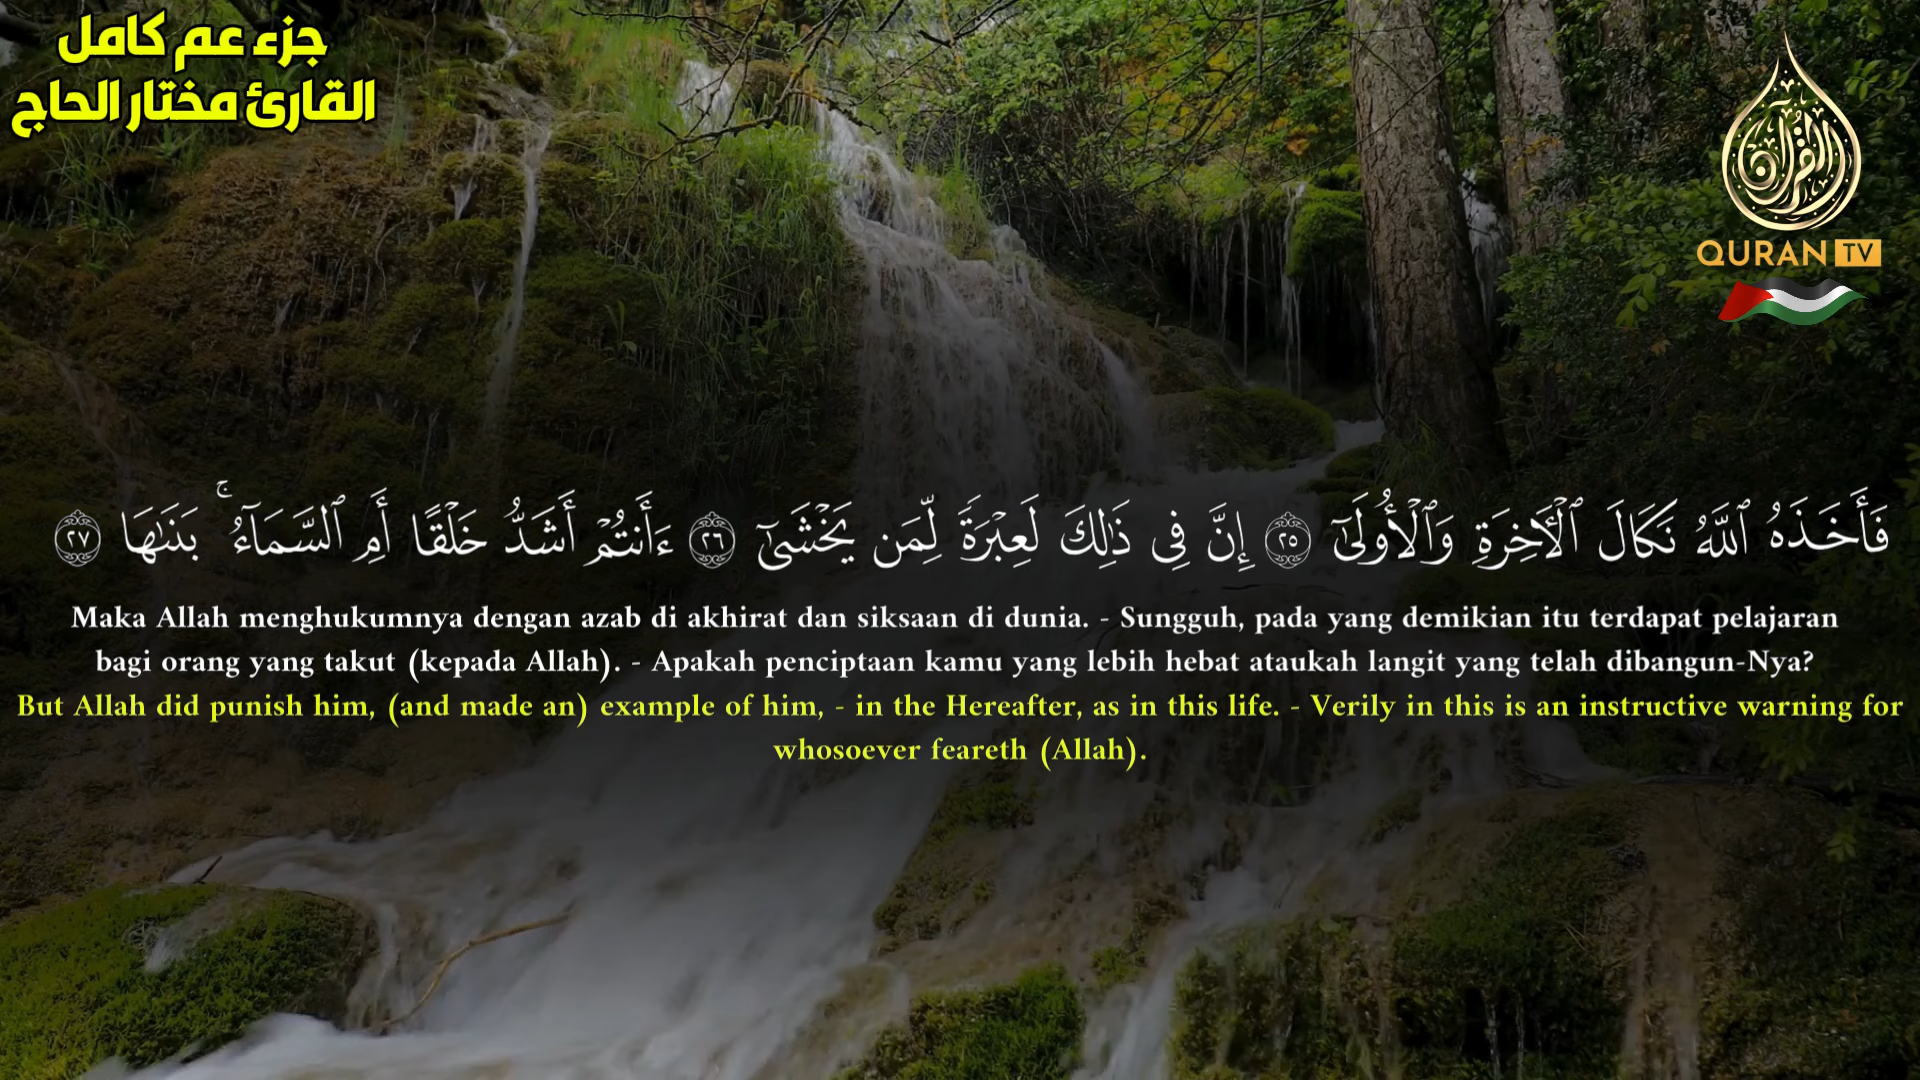 جزء عم كامل
القارئ مختار الحاج
القرآن
QURAN TV
فَأَخَذَهُ ٱللَّهُ نَكَالَ ٱلْـَٔاخِرَةِ وَٱلْأُولَىٰٓ ٢٥ إِنَّ فِى ذَٰلِكَ لَعِبْرَةً لِّمَن يَخْشَىٰٓ ٢٦ ءَأَنتُمْ أَشَدُّ خَلْقًا أَمِ ٱلسَّمَآءُ ۚ بَنَىٰهَا ٢٧
Maka Allah menghukumnya dengan azab di akhirat dan siksaan di dunia. - Sungguh, pada yang demikian itu terdapat pelajaran
bagi orang yang takut (kepada Allah). - Apakah penciptaan kamu yang lebih hebat ataukah langit yang telah dibangun-Nya?
But Allah did punish him, (and made an) example of him, - in the Hereafter, as in this life. - Verily in this is an instructive warning for
whosoever feareth (Allah).